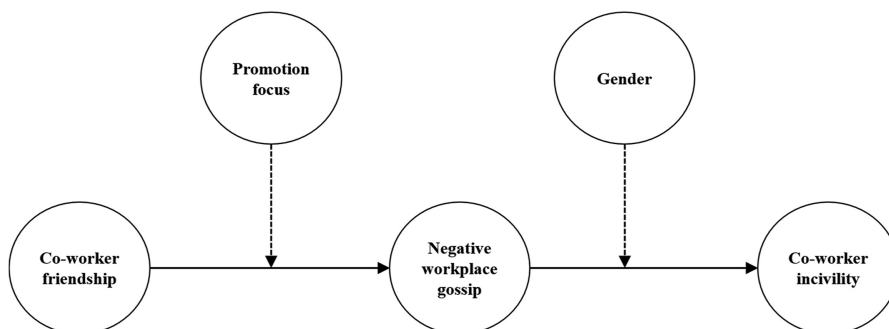 Promotion
focus
Gender
Co-worker
friendship
Negative
workplace
gossip
Co-worker
incivility